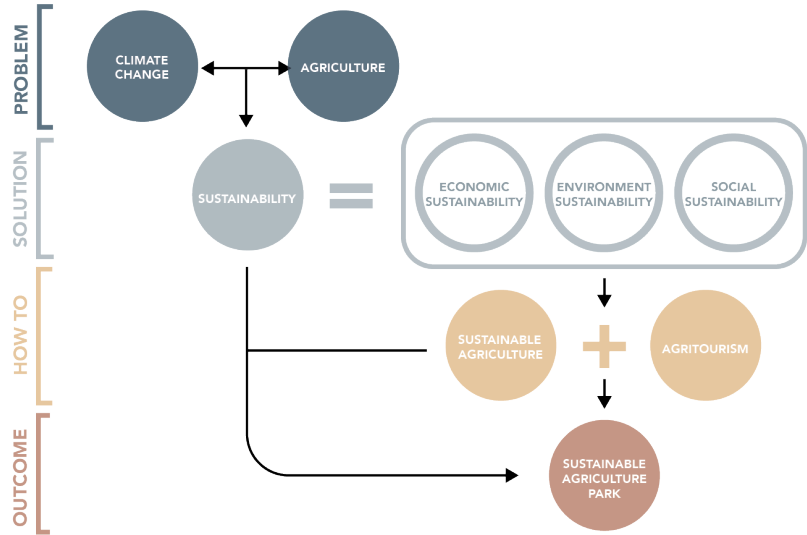 PROBLEM
CLIMATE
CHANGE
AGRICULTURE
SOLUTION
SUSTAINABILITY
=
ECONOMIC
SUSTAINABILITY
ENVIRONMENT
SUSTAINABILITY
SOCIAL
SUSTAINABILITY
HOW TO
SUSTAINABLE
AGRICULTURE
+
AGRITOURISM
OUTCOME
SUSTAINABLE
AGRICULTURE
PARK